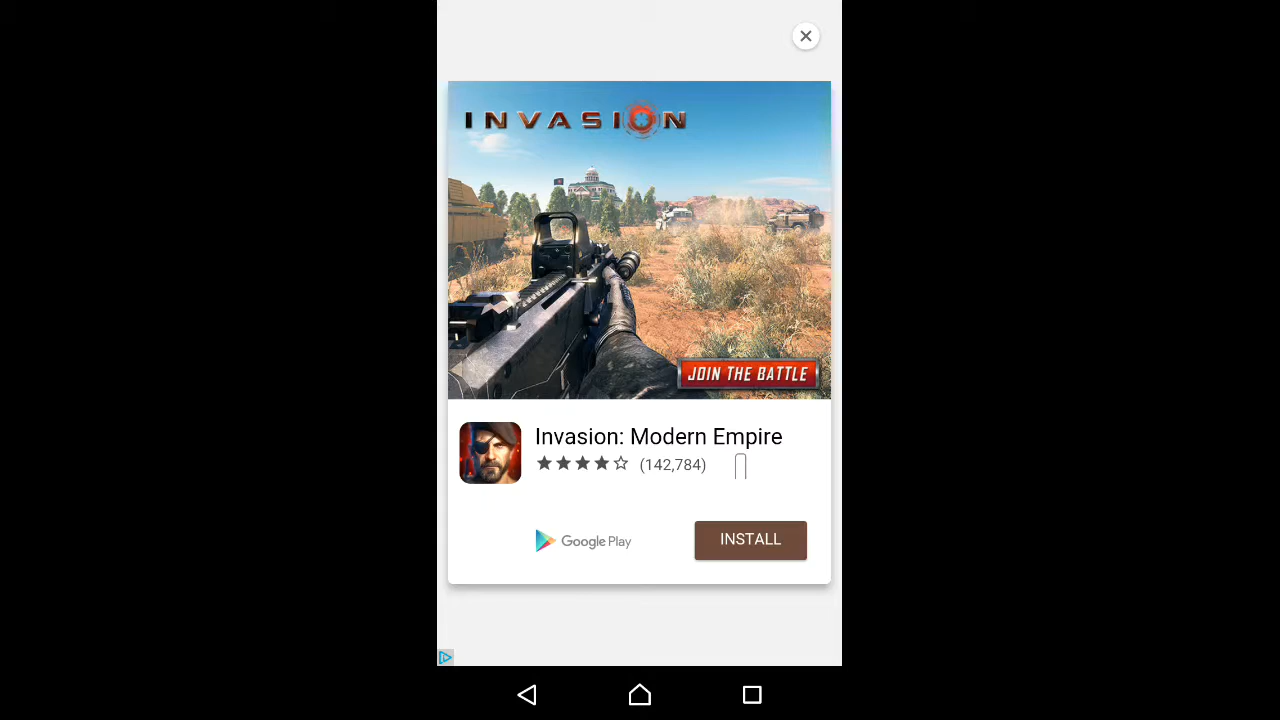 INVASION
JOIN THE BATTLE
Invasion: Modern Empire
(142,784)
Google Play
INSTALL